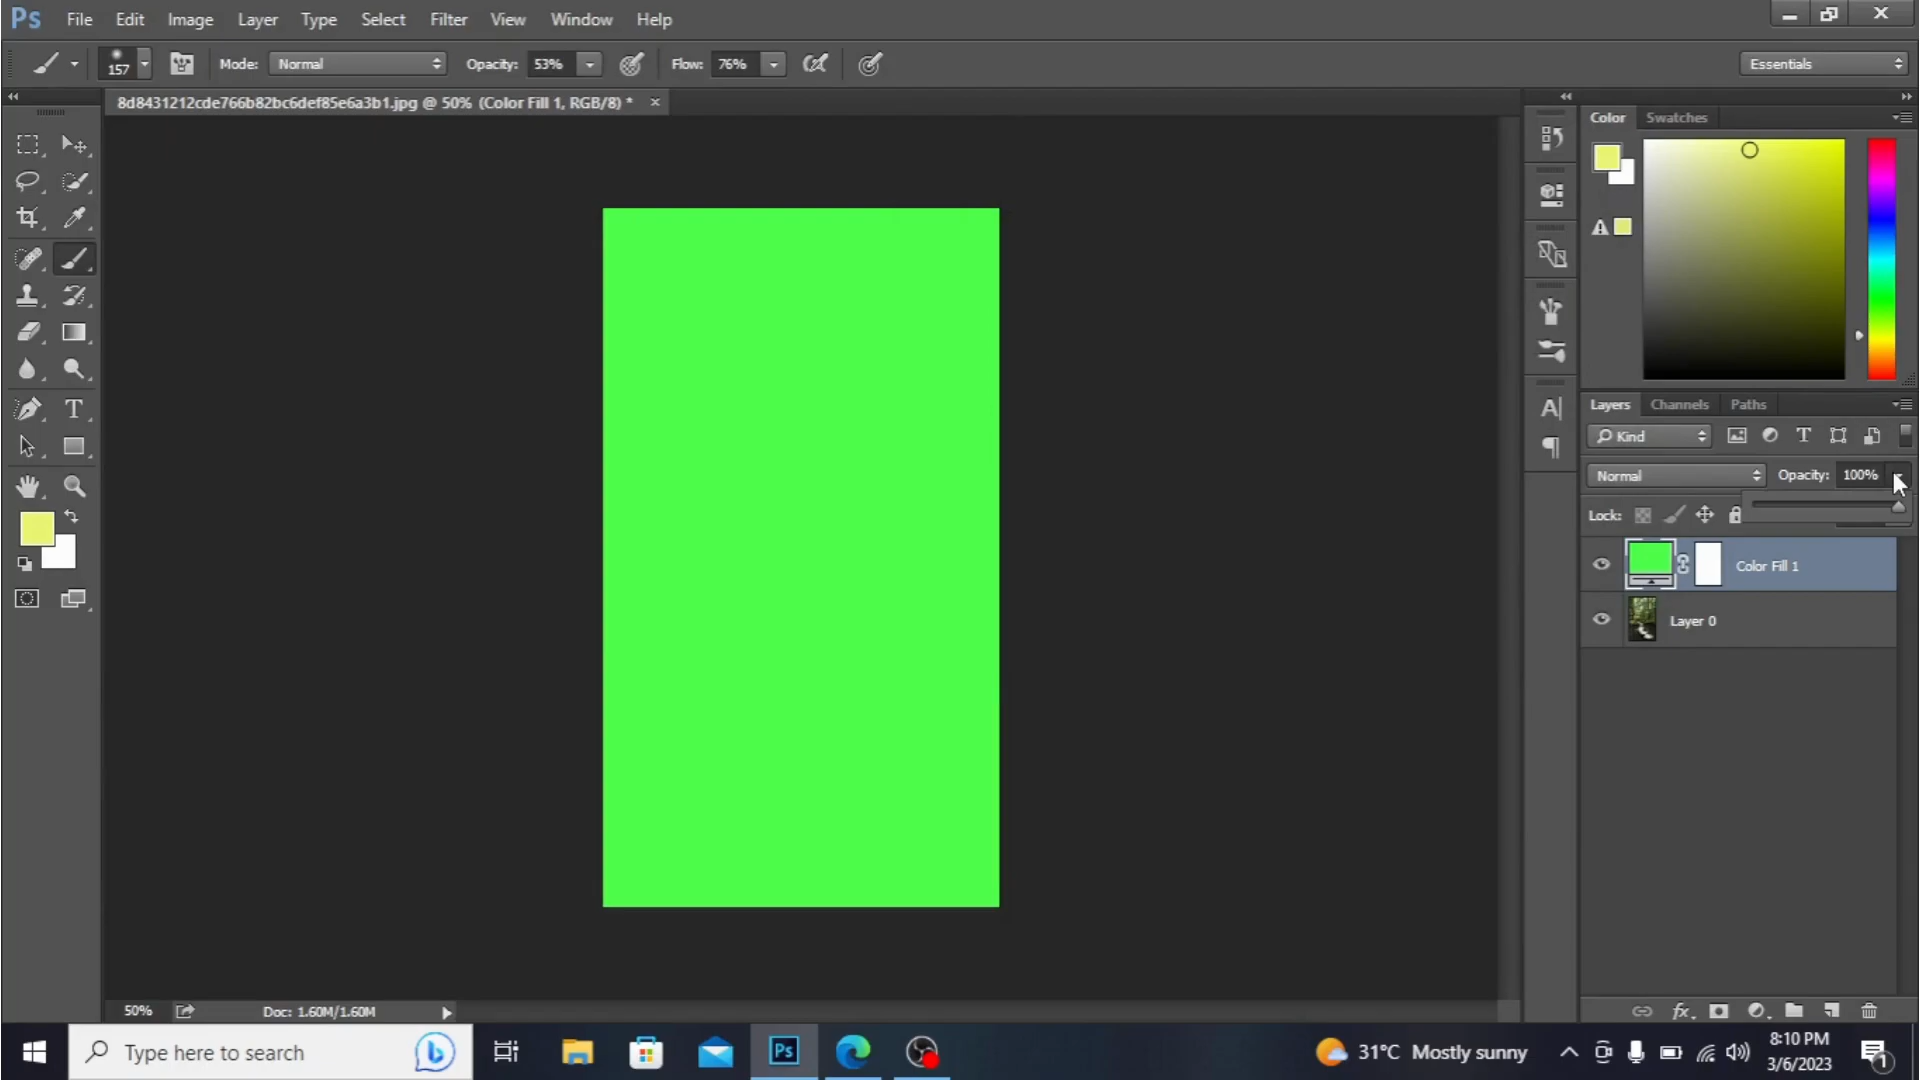 Ps File Edit Image Layer Type Select Filter View Window Help
157 Mode: Normal Opacity: 53% Flow: 76% Essentials
8d8431212cde766b82bc6def85e6a3b1.jpg @ 50% (Color Fill 1, RGB/8) *
Color Swatches
Layers Channels Paths
Kind
Normal Opacity: 100%
Lock:
Color Fill 1
Layer 0
50% Doc: 1.60M/1.60M
Type here to search
Ps
31°C Mostly sunny
8:10 PM
3/6/2023
1